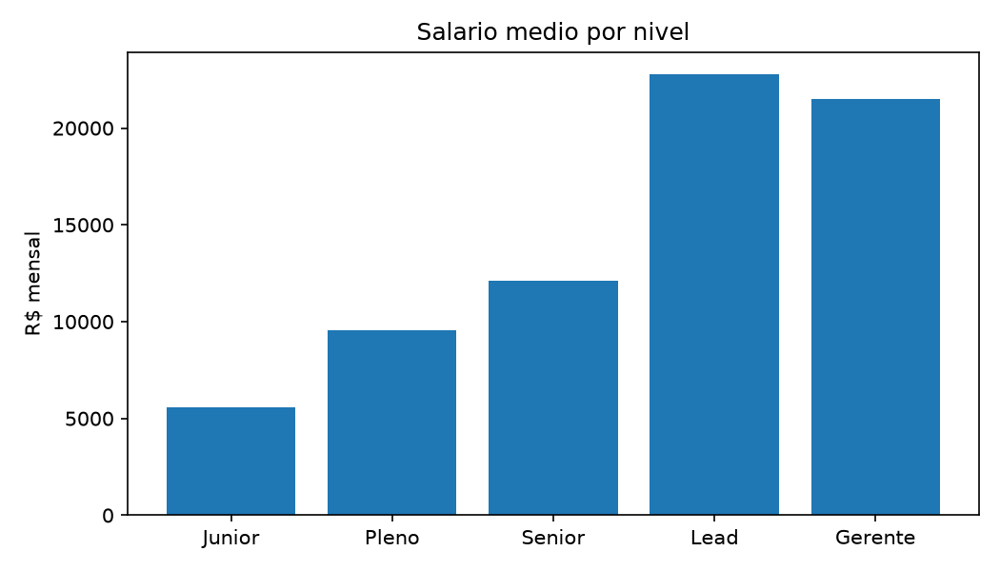 Salario medio por nivel
R$ mensal
20000
15000
10000
5000
0
Junior Pleno Senior Lead Gerente